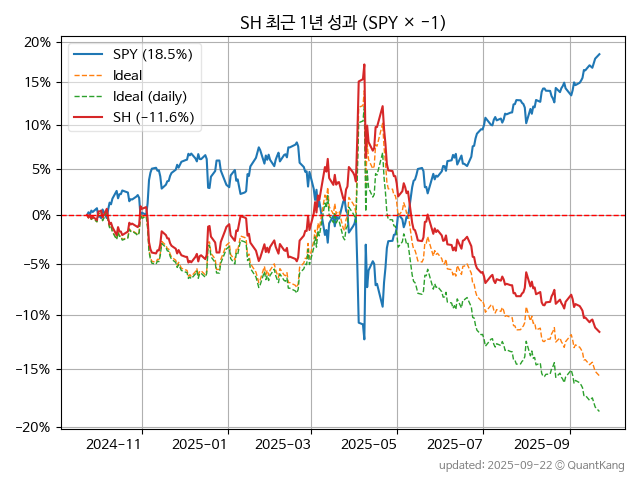 SH 최근 1년 성과 (SPY × −1)
SPY (18.5%)
Ideal
Ideal (daily)
SH (−11.6%)
20%
15%
10%
5%
0%
−5%
−10%
−15%
−20%
2024-11
2025-01
2025-03
2025-05
2025-07
2025-09
updated: 2025-09-22 © QuantKang